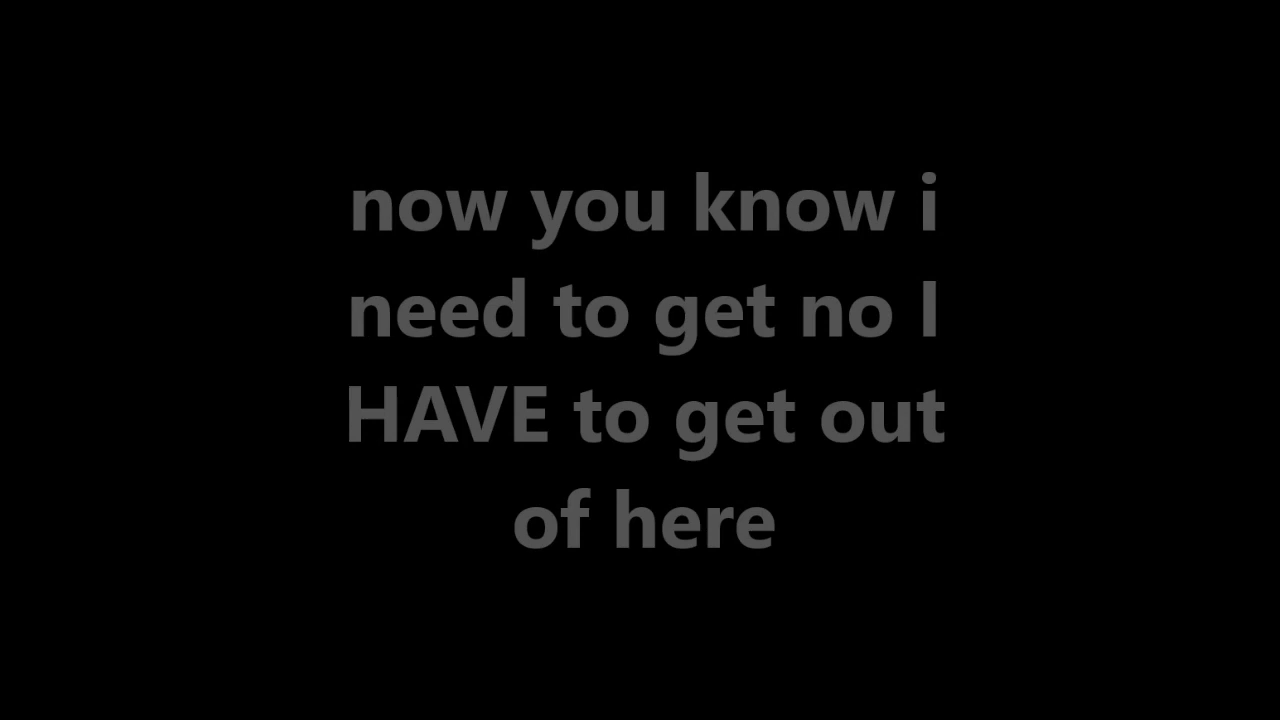 now you know i
need to get no I
HAVE to get out
of here